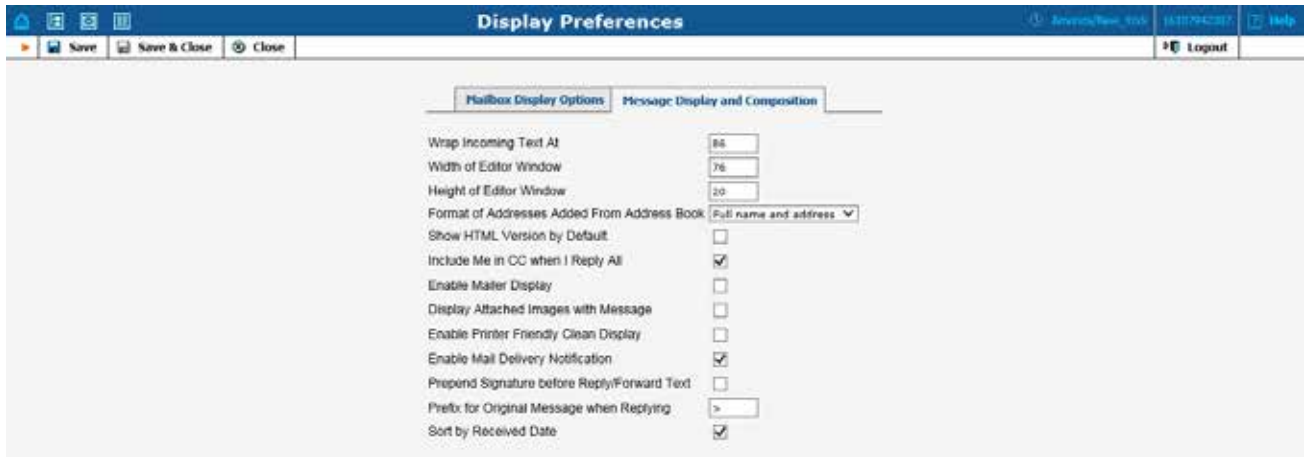 Display Preferences
America/New_York
Help
Save
Save & Close
Close
Logout
Mailbox Display Options
Message Display and Composition
Wrap Incoming Text At 86
Width of Editor Window 76
Height of Editor Window 20
Format of Addresses Added From Address Book Full name and address
Show HTML Version by Default
Include Me in CC when I Reply All
Enable Mailer Display
Display Attached Images with Message
Enable Printer Friendly Clean Display
Enable Mail Delivery Notification
Prepend Signature before Reply/Forward Text
Prefix for Original Message when Replying >
Sort by Received Date